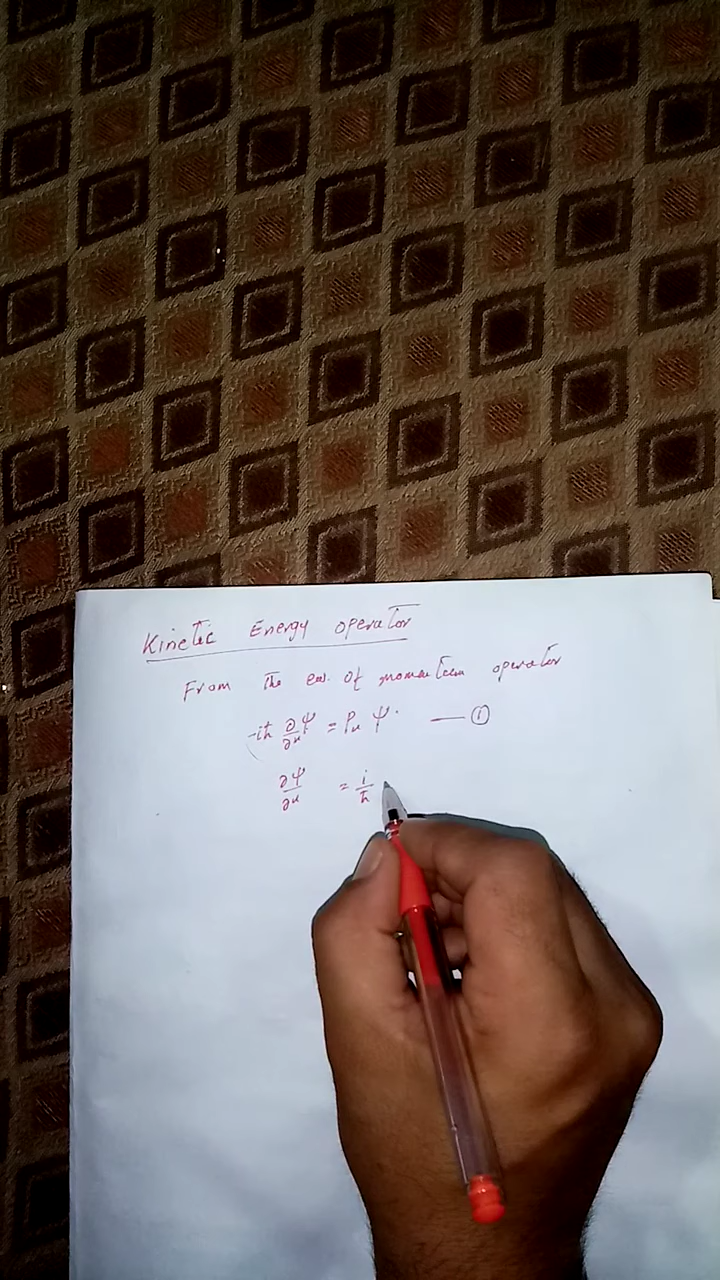 Kinetic Energy operator
From the eq. of momentum operator
-iħ ∂/∂x ψ = Px ψ. — ①
∂ψ/∂x = i/ħ